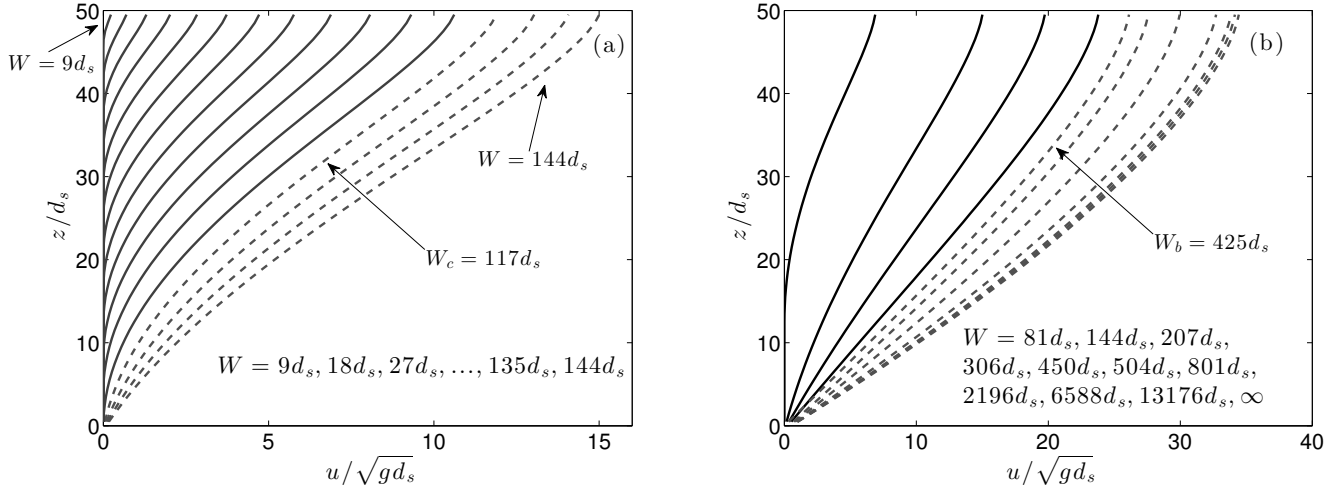 50
40
30
20
10
0
z/d_s
0
5
10
15
u/√gd_s
(a)
W = 9d_s
W = 144d_s
W_c = 117d_s
W = 9d_s, 18d_s, 27d_s, ..., 135d_s, 144d_s
50
40
30
20
10
0
z/d_s
0
10
20
30
40
u/√gd_s
(b)
W_b = 425d_s
W = 81d_s, 144d_s, 207d_s,
306d_s, 450d_s, 504d_s, 801d_s,
2196d_s, 6588d_s, 13176d_s, ∞